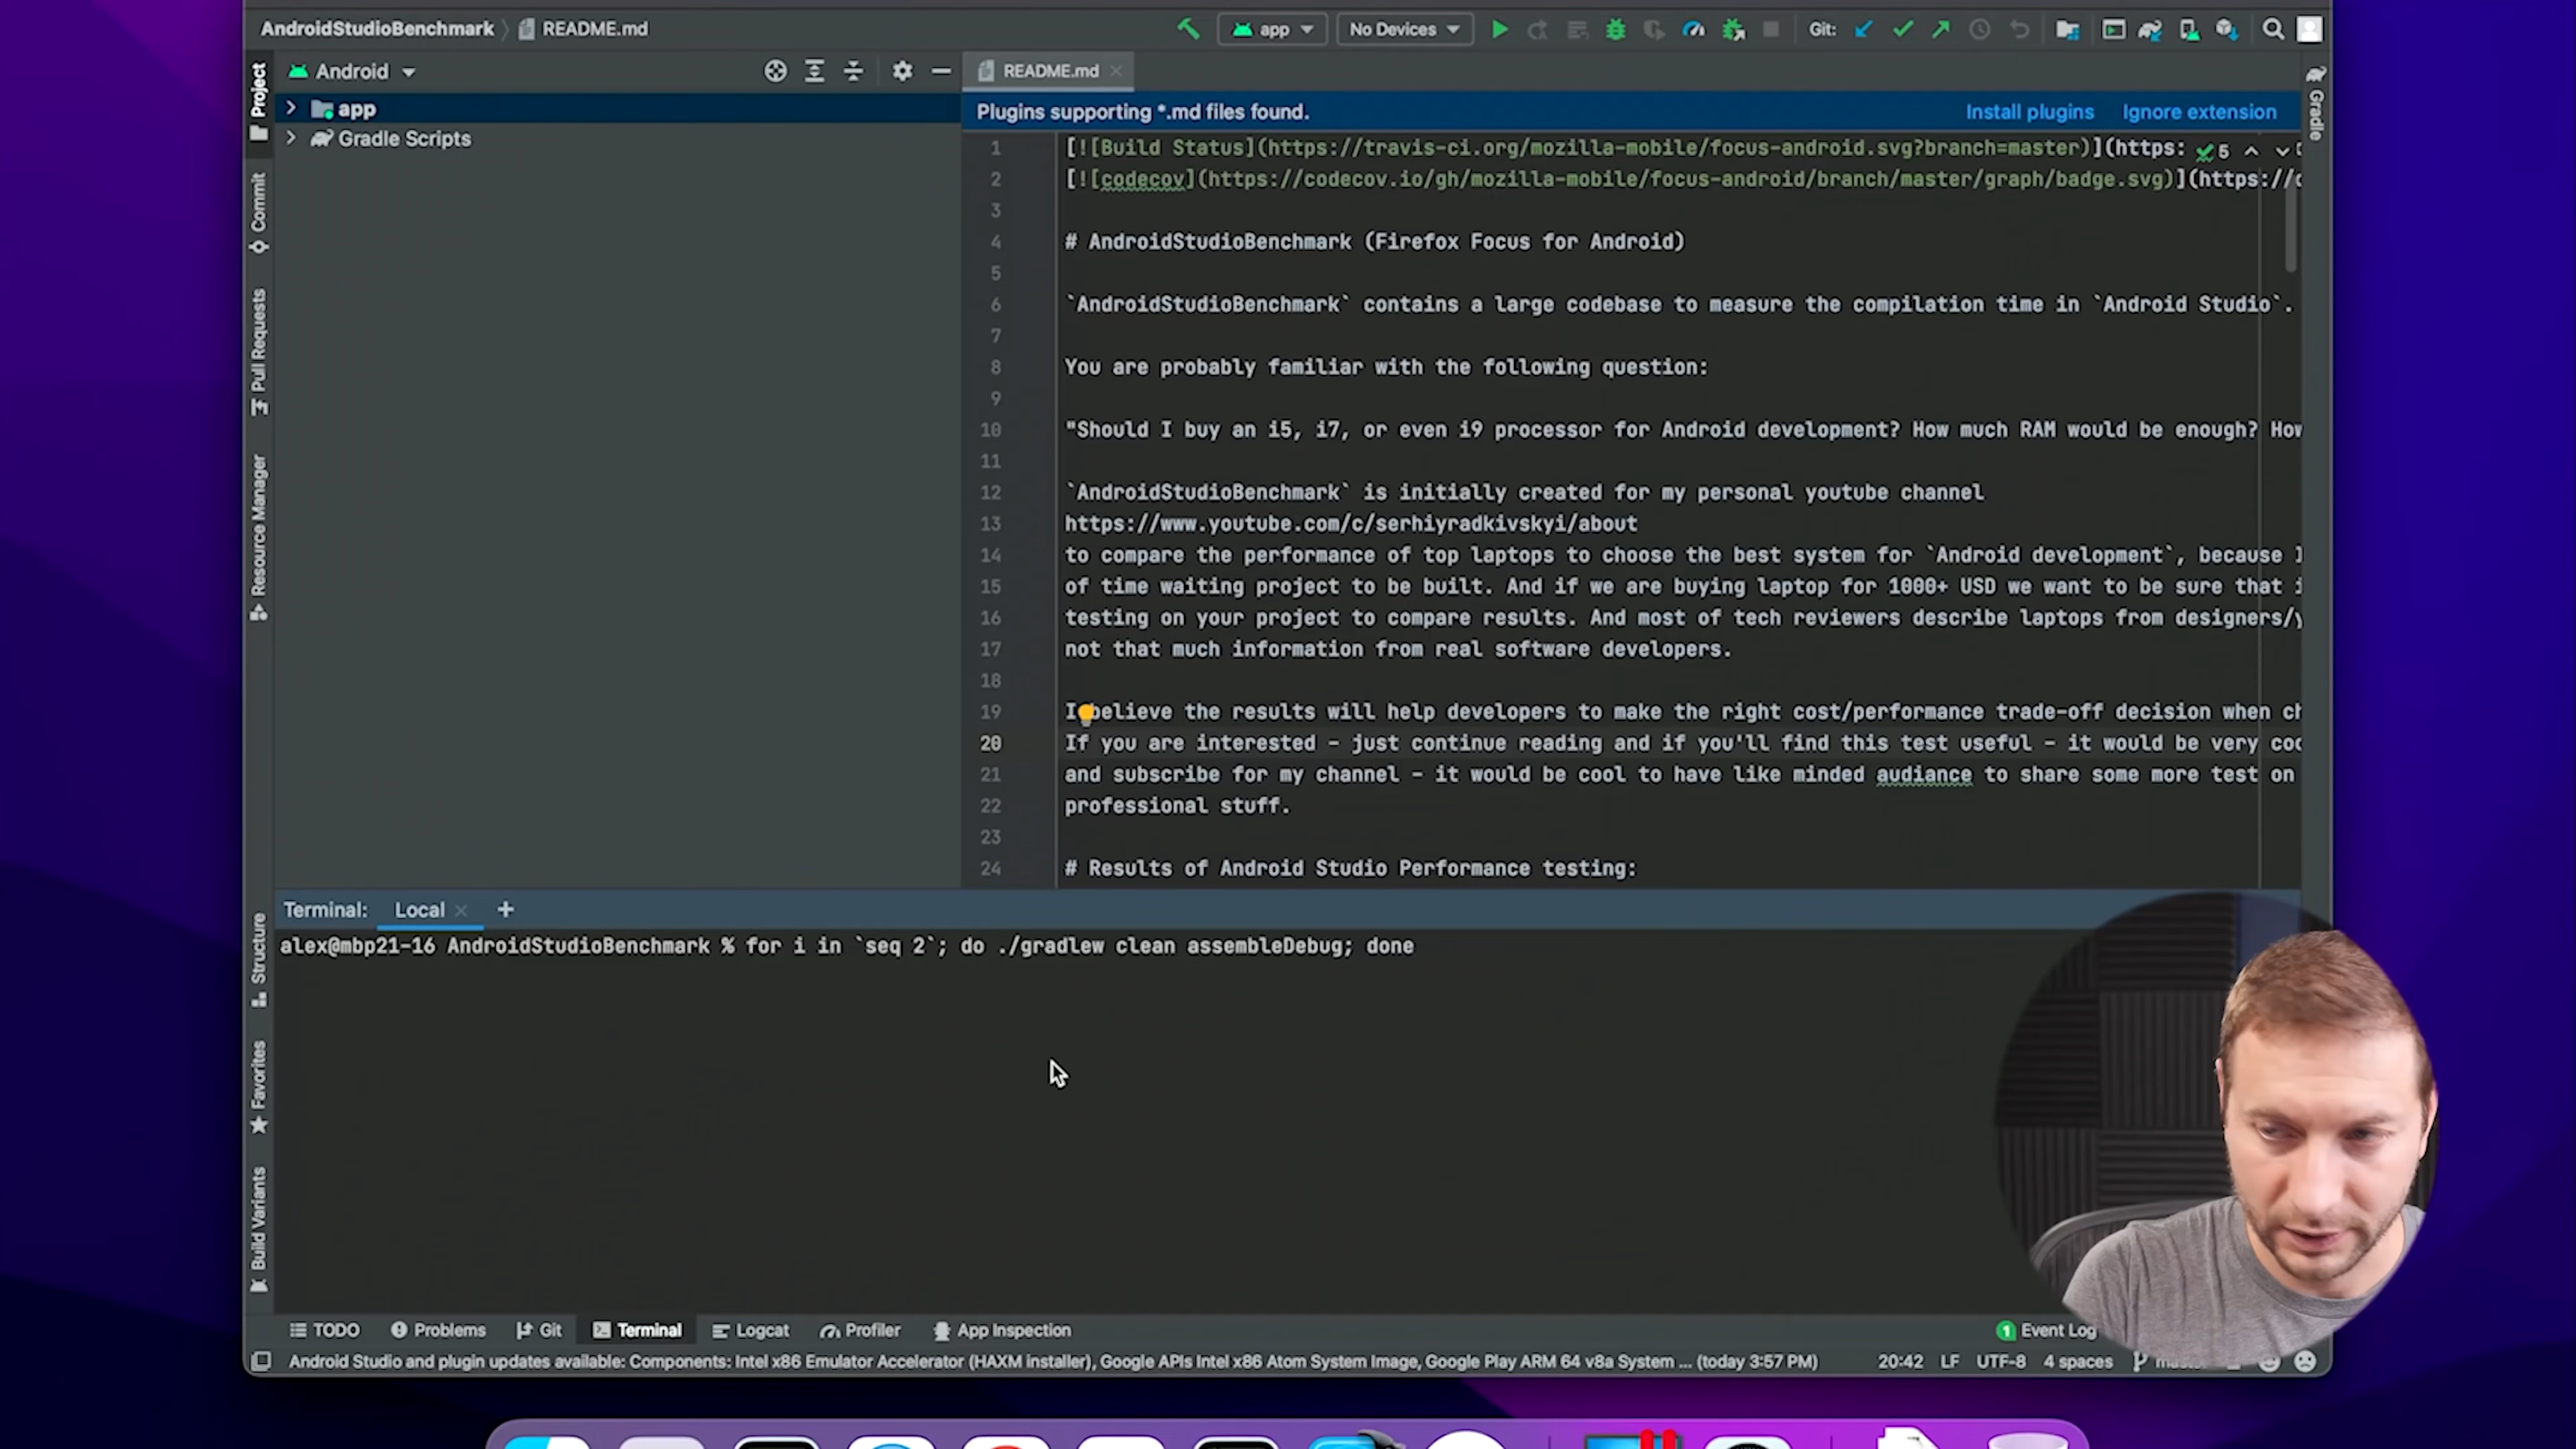 AndroidStudioBenchmark
README.md
app
No Devices
Git:
Project
Android
README.md
Gradle
app
Gradle Scripts
Commit
Pull Requests
Resource Manager
Structure
Favorites
Build Variants
Plugins supporting *.md files found.
Install plugins
Ignore extension
5
1 [![Build Status](https://travis-ci.org/mozilla-mobile/focus-android.svg?branch=master)](https:
2 [![codecov](https://codecov.io/gh/mozilla-mobile/focus-android/branch/master/graph/badge.svg)](https://c
3
4 # AndroidStudioBenchmark (Firefox Focus for Android)
5
6 `AndroidStudioBenchmark` contains a large codebase to measure the compilation time in `Android Studio`.
7
8 You are probably familiar with the following question:
9
10 "Should I buy an i5, i7, or even i9 processor for Android development? How much RAM would be enough? How
11
12 `AndroidStudioBenchmark` is initially created for my personal youtube channel
13 https://www.youtube.com/c/serhiyradkivskyi/about
14 to compare the performance of top laptops to choose the best system for `Android development`, because I
15 of time waiting project to be built. And if we are buying laptop for 1000+ USD we want to be sure that i
16 testing on your project to compare results. And most of tech reviewers describe laptops from designers/y
17 not that much information from real software developers.
18
19 I believe the results will help developers to make the right cost/performance trade-off decision when ch
20 If you are interested - just continue reading and if you'll find this test useful - it would be very coo
21 and subscribe for my channel - it would be cool to have like minded audiance to share some more test on
22 professional stuff.
23
24 # Results of Android Studio Performance testing:
Terminal: Local
alex@mbp21-16 AndroidStudioBenchmark % for i in `seq 2`; do ./gradlew clean assembleDebug; done
TODO Problems Git Terminal Logcat Profiler App Inspection 1 Event Log
Android Studio and plugin updates available: Components: Intel x86 Emulator Accelerator (HAXM installer), Google APIs Intel x86 Atom System Image, Google Play ARM 64 v8a System ... (today 3:57 PM) 20:42 LF UTF-8 4 spaces